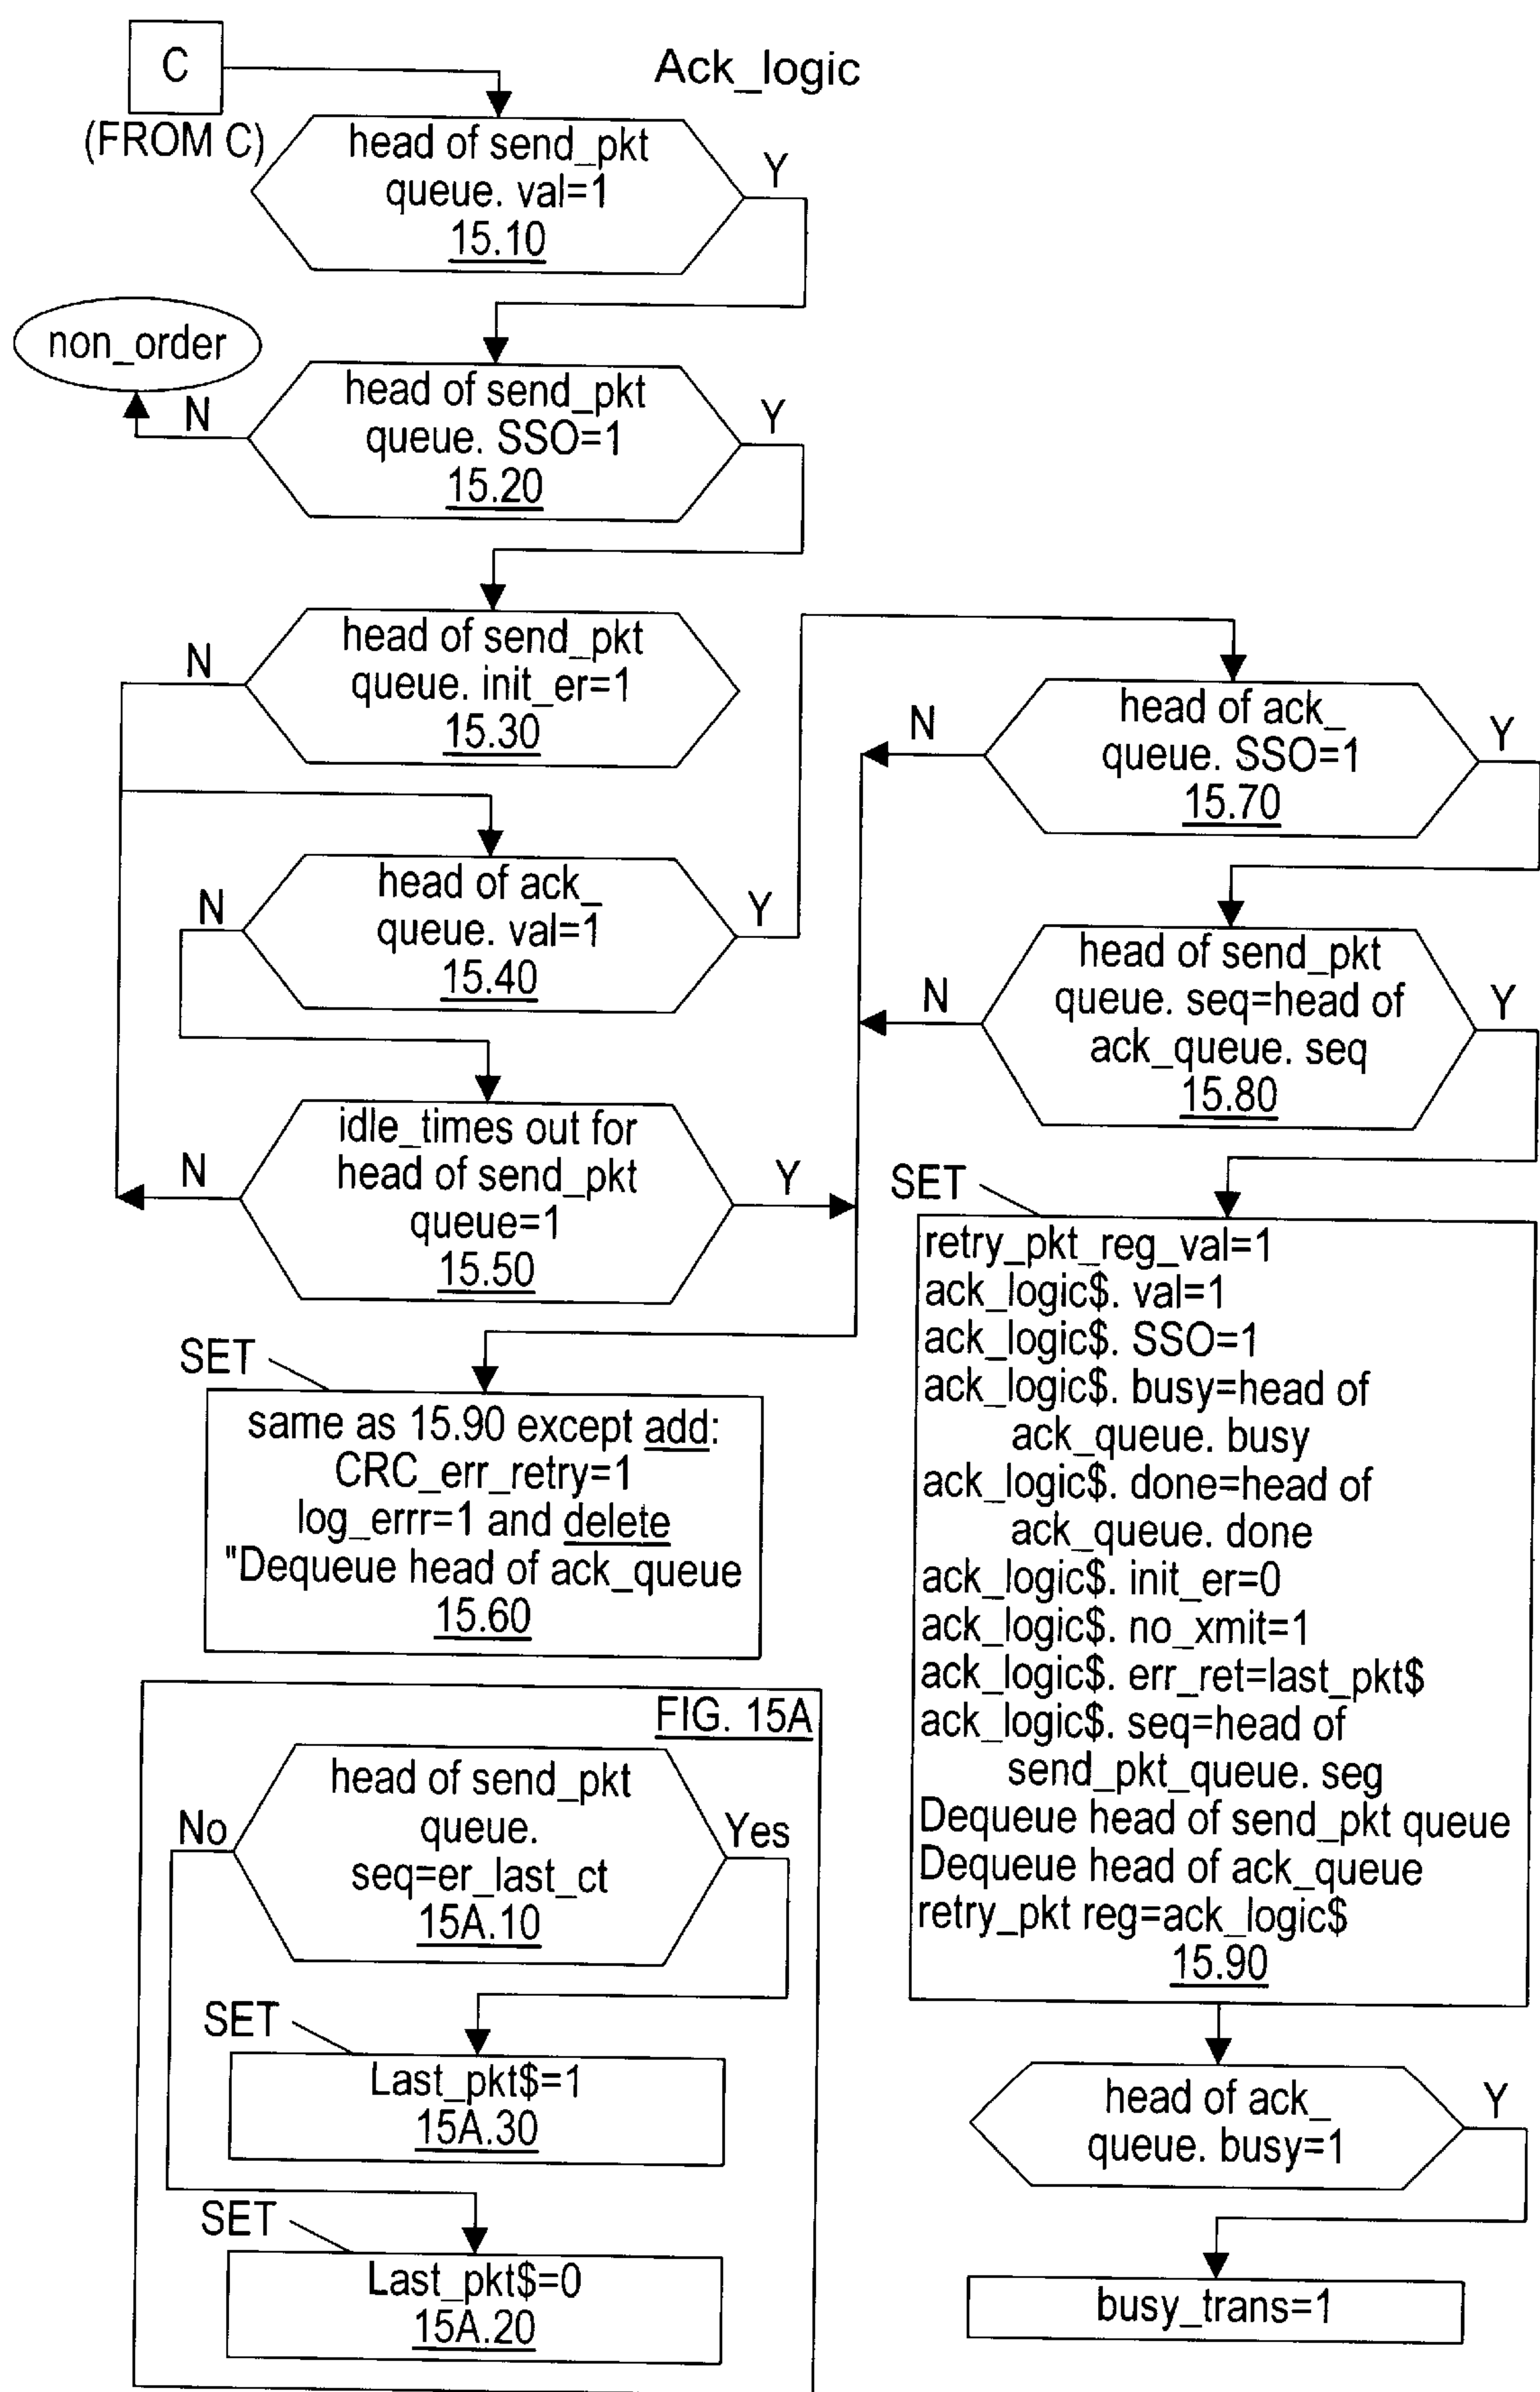 C
(FROM C)
Ack_logic
head of send_pkt
queue. val=1
15.10
Y
non_order
N
head of send_pkt
queue. SSO=1
15.20
Y
N
head of send_pkt
queue. init_er=1
15.30
N
head of ack_
queue. val=1
15.40
Y
N
idle_times out for
head of send_pkt
queue=1
15.50
Y
SET
same as 15.90 except add:
CRC_err_retry=1
log_errr=1 and delete
"Dequeue head of ack_queue
15.60
N
head of ack_
queue. SSO=1
15.70
Y
N
head of send_pkt
queue. seq=head of
ack_queue. seq
15.80
Y
SET
retry_pkt_reg_val=1
ack_logic$. val=1
ack_logic$. SSO=1
ack_logic$. busy=head of
ack_queue. busy
ack_logic$. done=head of
ack_queue. done
ack_logic$. init_er=0
ack_logic$. no_xmit=1
ack_logic$. err_ret=last_pkt$
ack_logic$. seq=head of
send_pkt_queue. seg
Dequeue head of send_pkt queue
Dequeue head of ack_queue
retry_pkt reg=ack_logic$
15.90
head of ack_
queue. busy=1
Y
busy_trans=1
FIG. 15A
head of send_pkt
queue.
seq=er_last_ct
15A.10
No
Yes
SET
Last_pkt$=1
15A.30
SET
Last_pkt$=0
15A.20